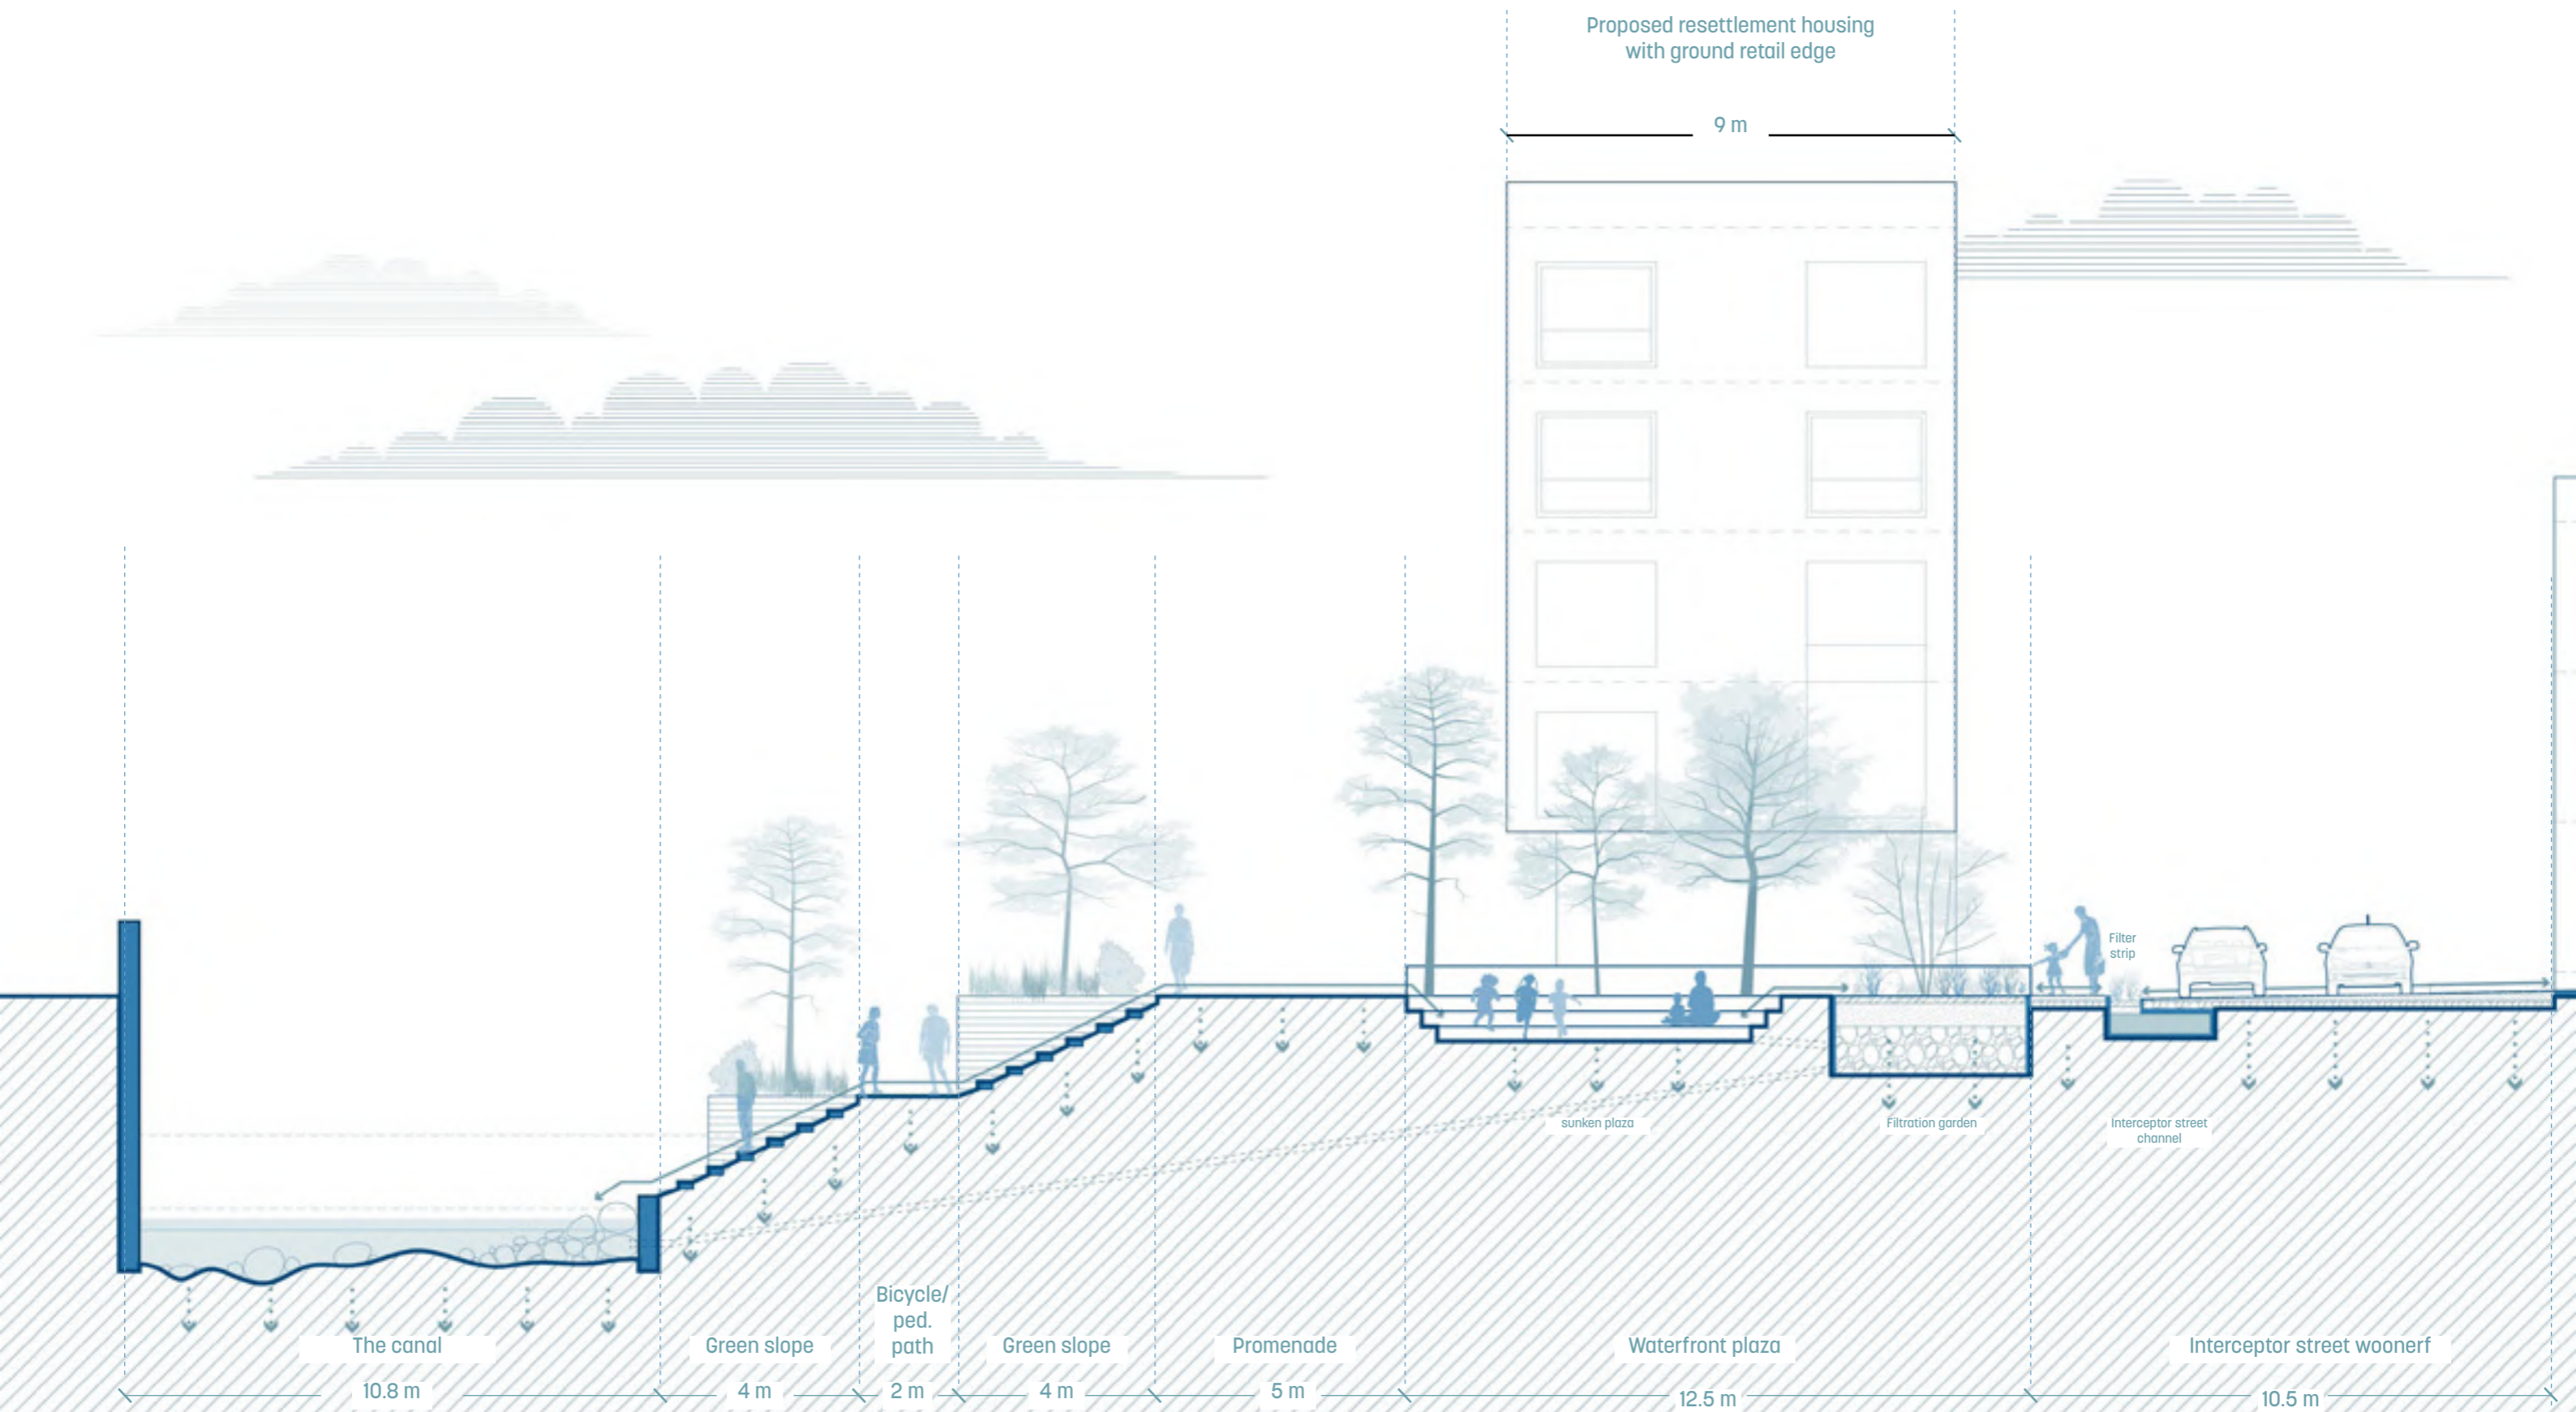 Proposed resettlement housing
with ground retail edge
9 m
Filter
strip
sunken plaza
Filtration garden
Interceptor street
channel
The canal
Green slope
Bicycle/
ped.
path
Green slope
Promenade
Waterfront plaza
Interceptor street woonerf
10.8 m
4 m
2 m
4 m
5 m
12.5 m
10.5 m